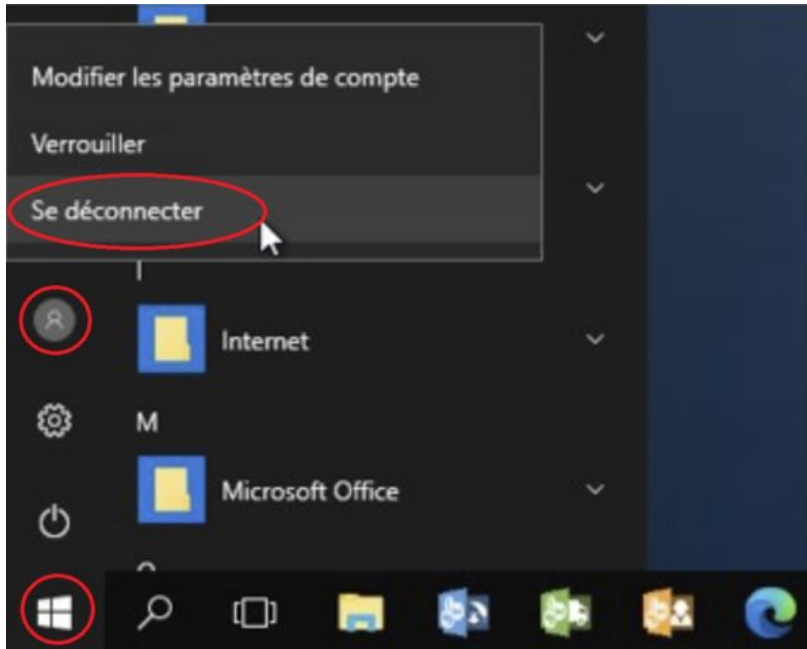 Modifier les paramètres de compte
Verrouiller
Se déconnecter
I
Internet
M
Microsoft Office